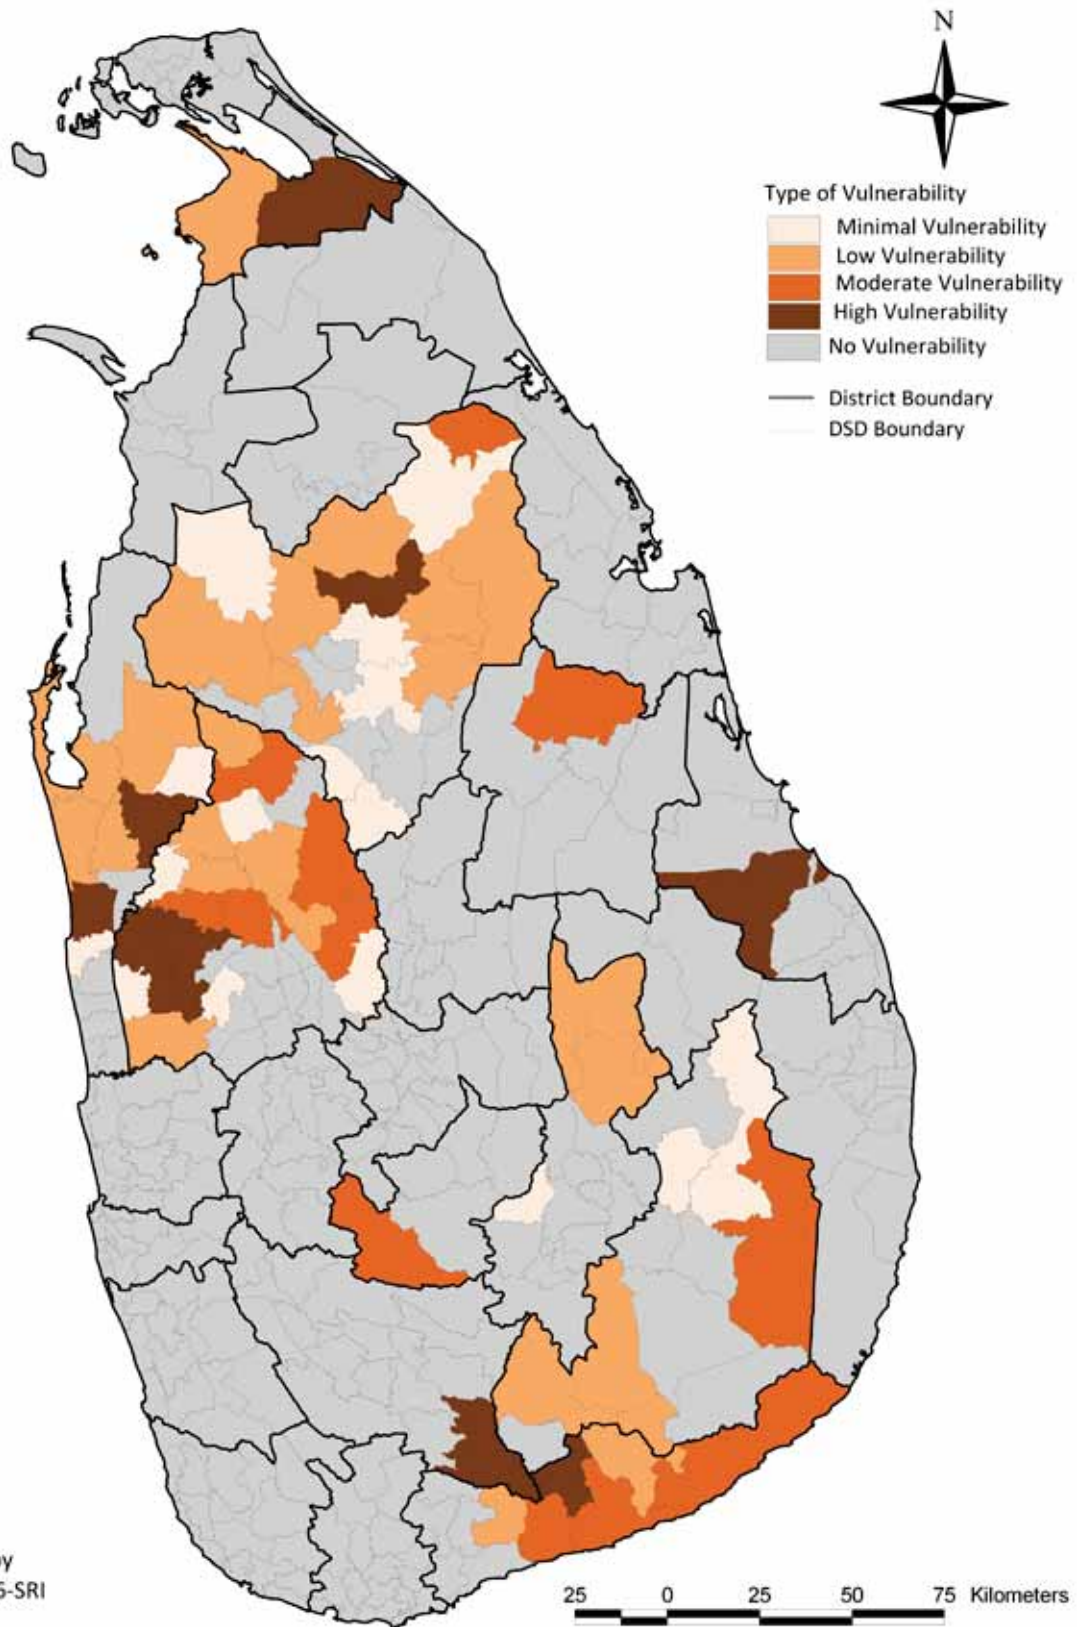 N
Type of Vulnerability
Minimal Vulnerability
Low Vulnerability
Moderate Vulnerability
High Vulnerability
No Vulnerability
District Boundary
DSD Boundary
-SRI
25 0 25 50 75 Kilometers